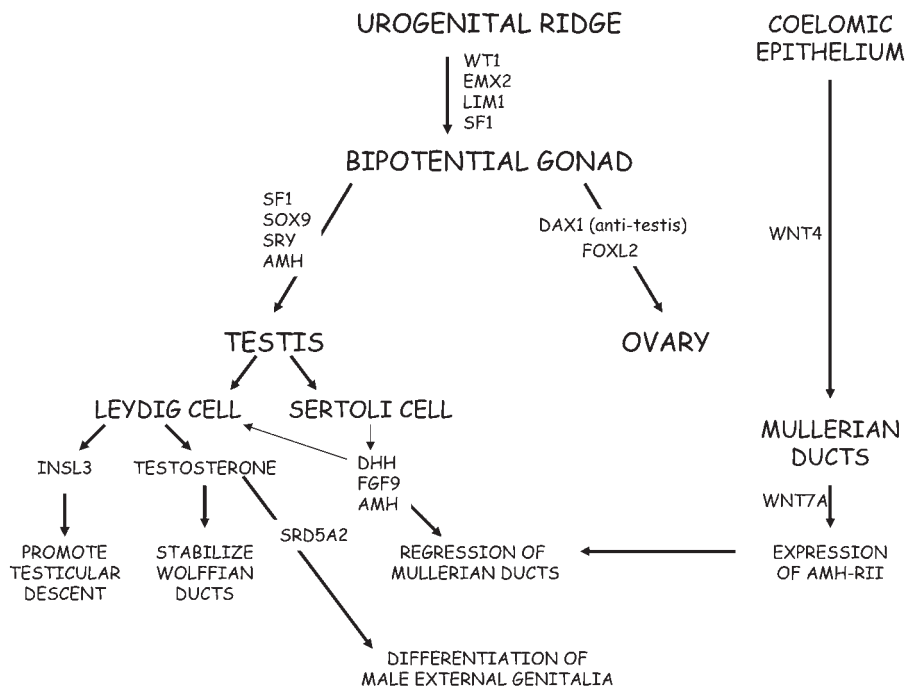 UROGENITAL RIDGE
COELOMIC
EPITHELIUM
WT1
EMX2
LIM1
SF1
BIPOTENTIAL GONAD
SF1
SOX9
SRY
AMH
DAX1 (anti-testis)
FOXL2
WNT4
TESTIS
OVARY
LEYDIG CELL
SERTOLI CELL
MULLERIAN
DUCTS
INSL3
TESTOSTERONE
DHH
FGF9
AMH
WNT7A
SRD5A2
PROMOTE
TESTICULAR
DESCENT
STABILIZE
WOLFFIAN
DUCTS
REGRESSION OF
MULLERIAN DUCTS
EXPRESSION
OF AMH-RII
DIFFERENTIATION OF
MALE EXTERNAL GENITALIA